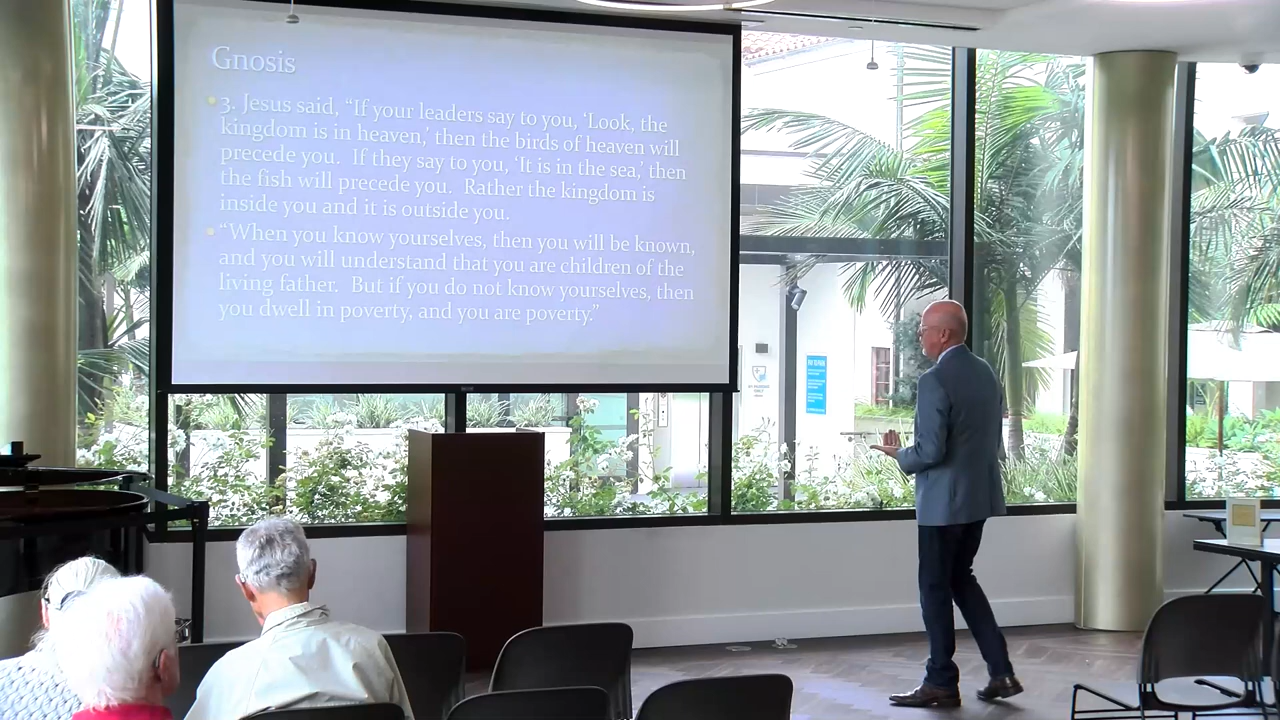 Gnosis
3. Jesus said, “If your leaders say to you, ‘Look, the
kingdom is in heaven,’ then the birds of heaven will
precede you. If they say to you, ‘It is in the sea,’ then
the fish will precede you. Rather the kingdom is
inside you and it is outside you.
“When you know yourselves, then you will be known,
and you will understand that you are children of the
living father. But if you do not know yourselves, then
you dwell in poverty, and you are poverty.”